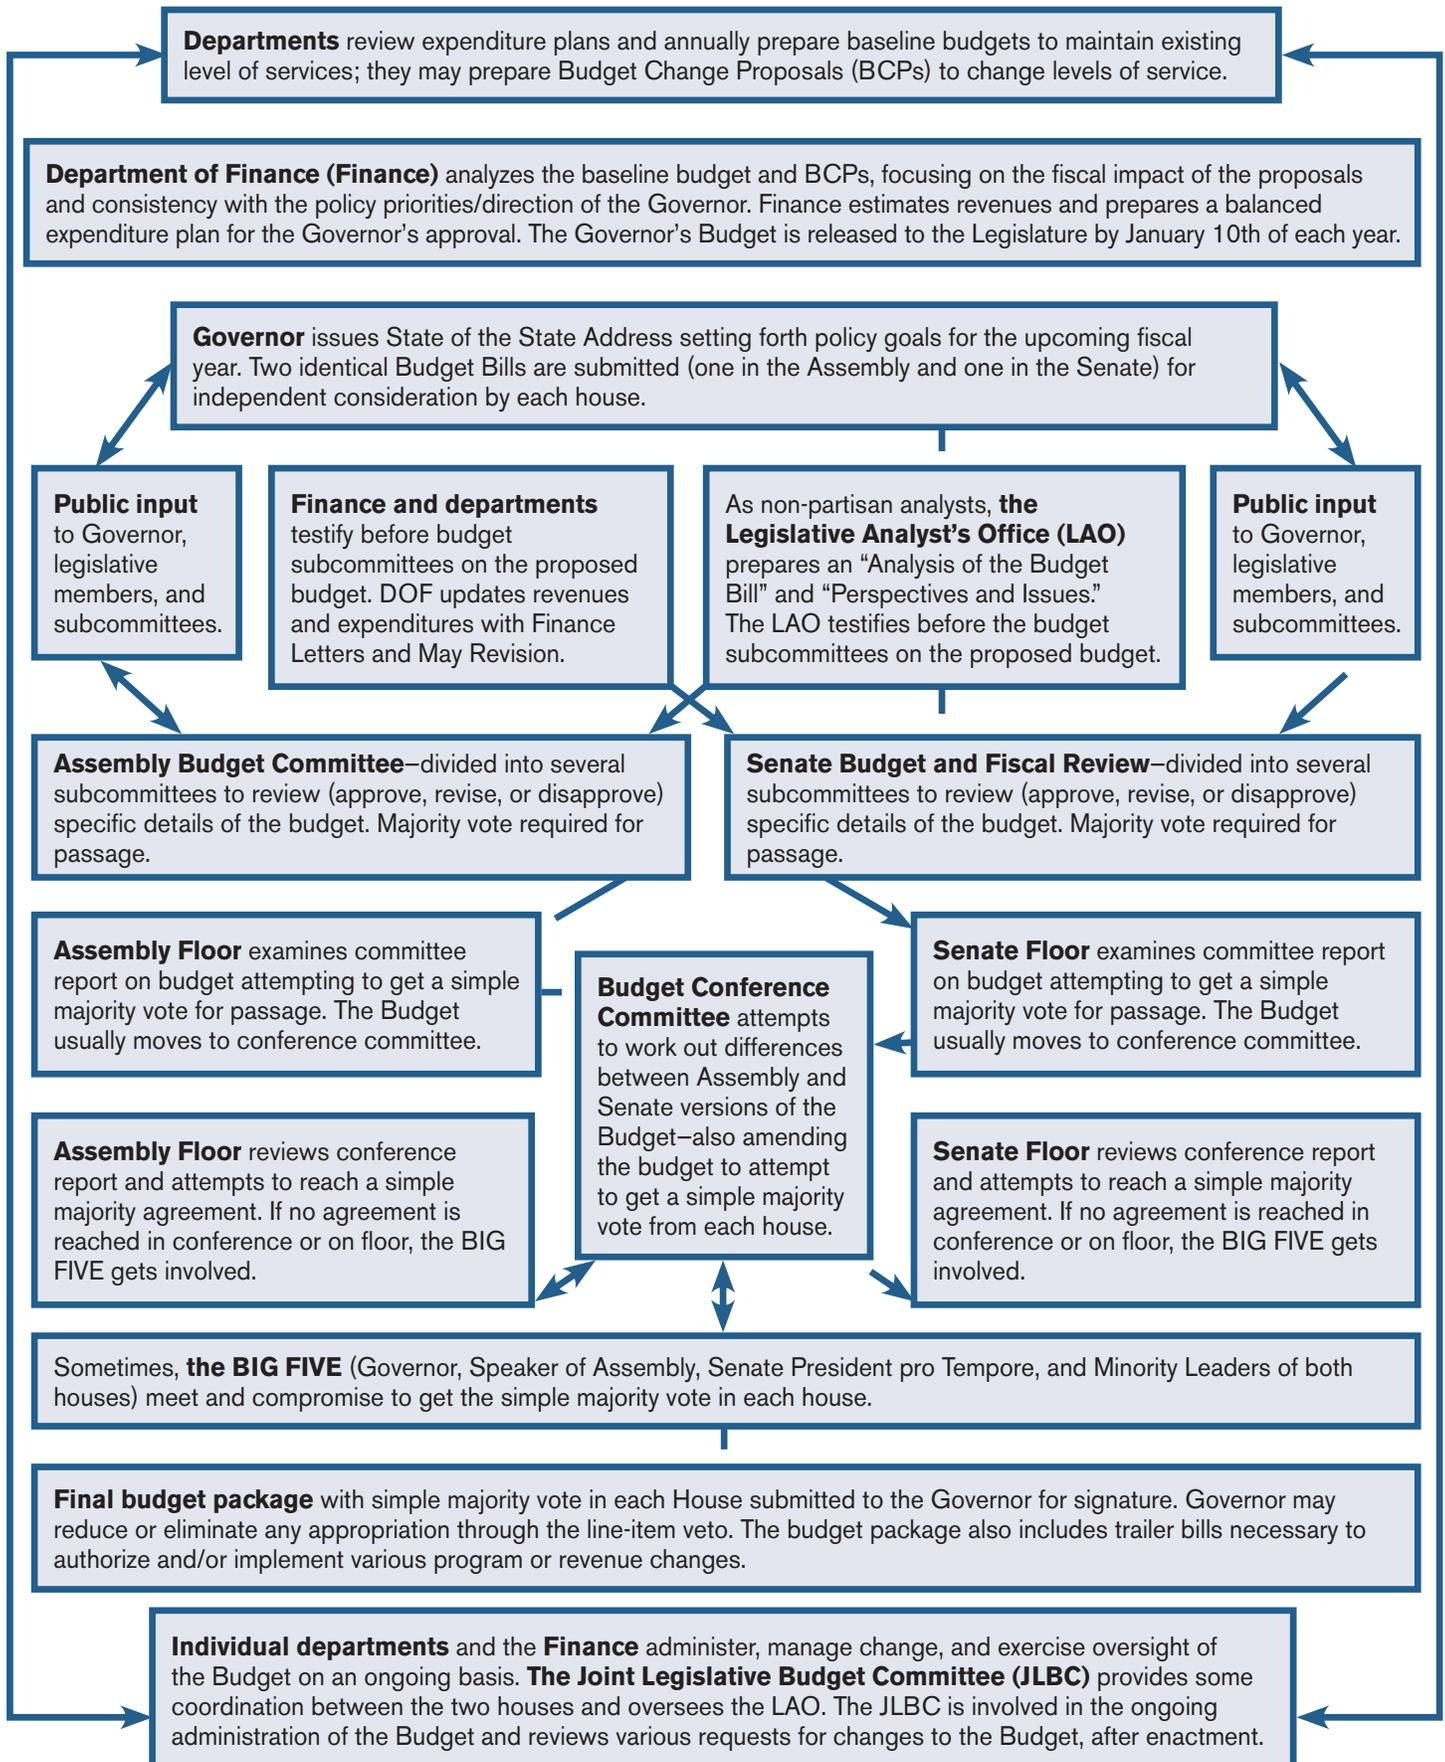 Departments review expenditure plans and annually prepare baseline budgets to maintain existing
level of services; they may prepare Budget Change Proposals (BCPs) to change levels of service.
Department of Finance (Finance) analyzes the baseline budget and BCPs, focusing on the fiscal impact of the proposals
and consistency with the policy priorities/direction of the Governor. Finance estimates revenues and prepares a balanced
expenditure plan for the Governor’s approval. The Governor’s Budget is released to the Legislature by January 10th of each year.
Governor issues State of the State Address setting forth policy goals for the upcoming fiscal
year. Two identical Budget Bills are submitted (one in the Assembly and one in the Senate) for
independent consideration by each house.
Public input
to Governor,
legislative
members, and
subcommittees.
Finance and departments
testify before budget
subcommittees on the proposed
budget. DOF updates revenues
and expenditures with Finance
Letters and May Revision.
As non-partisan analysts, the
Legislative Analyst’s Office (LAO)
prepares an “Analysis of the Budget
Bill” and “Perspectives and Issues.”
The LAO testifies before the budget
subcommittees on the proposed budget.
Public input
to Governor,
legislative
members, and
subcommittees.
Assembly Budget Committee–divided into several
subcommittees to review (approve, revise, or disapprove)
specific details of the budget. Majority vote required for
passage.
Senate Budget and Fiscal Review–divided into several
subcommittees to review (approve, revise, or disapprove)
specific details of the budget. Majority vote required for
passage.
Assembly Floor examines committee
report on budget attempting to get a simple
majority vote for passage. The Budget
usually moves to conference committee.
Budget Conference
Committee attempts
to work out differences
between Assembly and
Senate versions of the
Budget–also amending
the budget to attempt
to get a simple majority
vote from each house.
Senate Floor examines committee report
on budget attempting to get a simple
majority vote for passage. The Budget
usually moves to conference committee.
Assembly Floor reviews conference
report and attempts to reach a simple
majority agreement. If no agreement is
reached in conference or on floor, the BIG
FIVE gets involved.
Senate Floor reviews conference report
and attempts to reach a simple majority
agreement. If no agreement is reached in
conference or on floor, the BIG FIVE gets
involved.
Sometimes, the BIG FIVE (Governor, Speaker of Assembly, Senate President pro Tempore, and Minority Leaders of both
houses) meet and compromise to get the simple majority vote in each house.
Final budget package with simple majority vote in each House submitted to the Governor for signature. Governor may
reduce or eliminate any appropriation through the line-item veto. The budget package also includes trailer bills necessary to
authorize and/or implement various program or revenue changes.
Individual departments and the Finance administer, manage change, and exercise oversight of
the Budget on an ongoing basis. The Joint Legislative Budget Committee (JLBC) provides some
coordination between the two houses and oversees the LAO. The JLBC is involved in the ongoing
administration of the Budget and reviews various requests for changes to the Budget, after enactment.